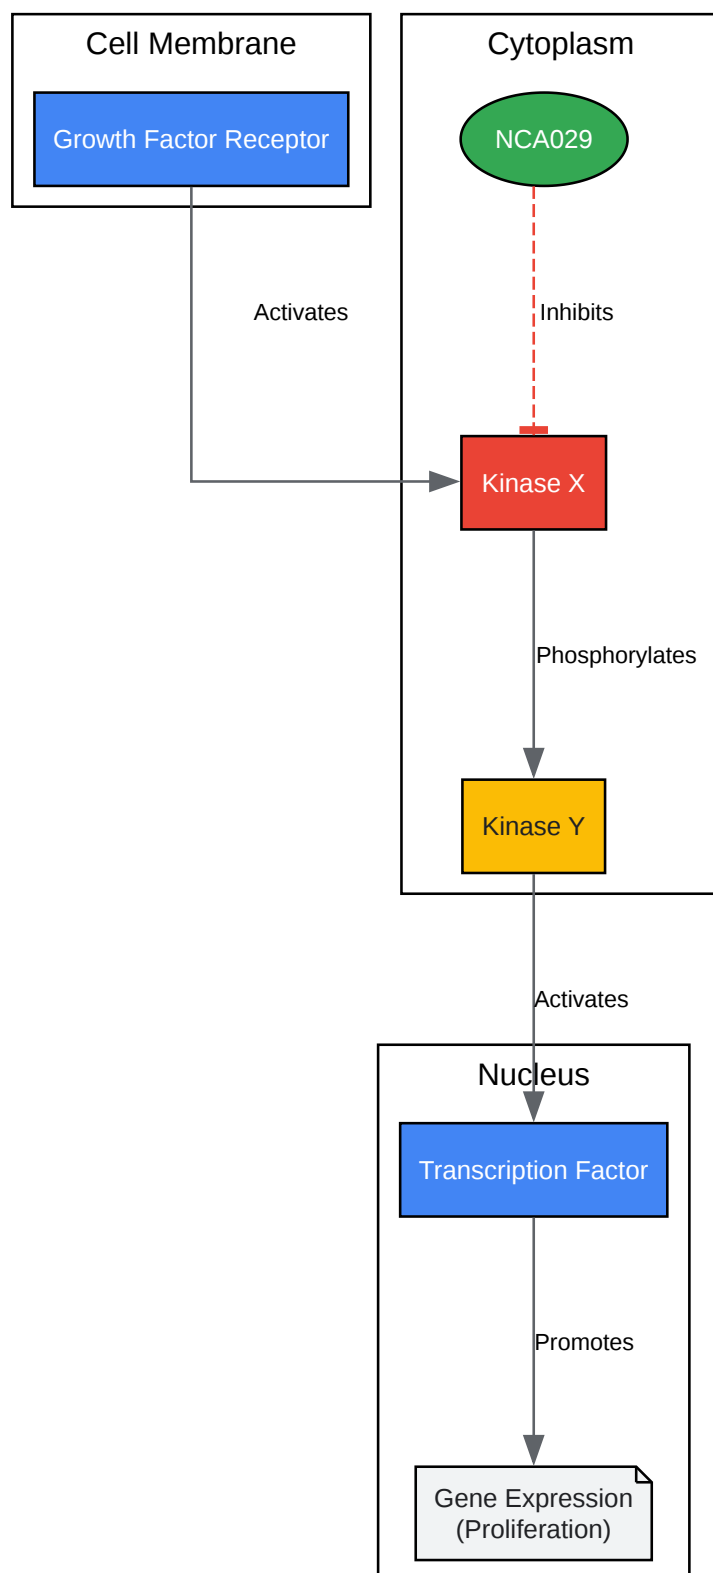 Cell Membrane
Cytoplasm
Growth Factor Receptor
NCA029
Activates
Inhibits
Kinase X
Phosphorylates
Kinase Y
Activates
Nucleus
Transcription Factor
Promotes
Gene Expression
(Proliferation)